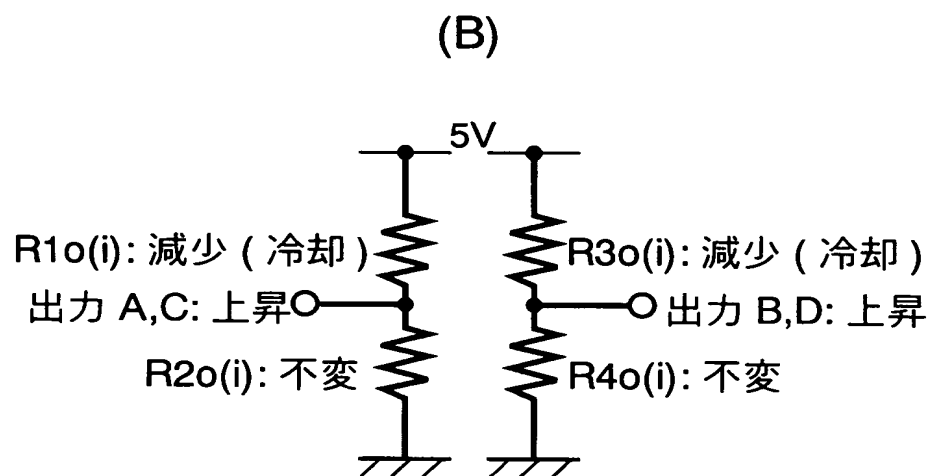 (B)
5V
R1o(i): 減少 ( 冷却 )
R3o(i): 減少 ( 冷却 )
出力 A,C: 上昇
出力 B,D: 上昇
R2o(i): 不変
R4o(i): 不変